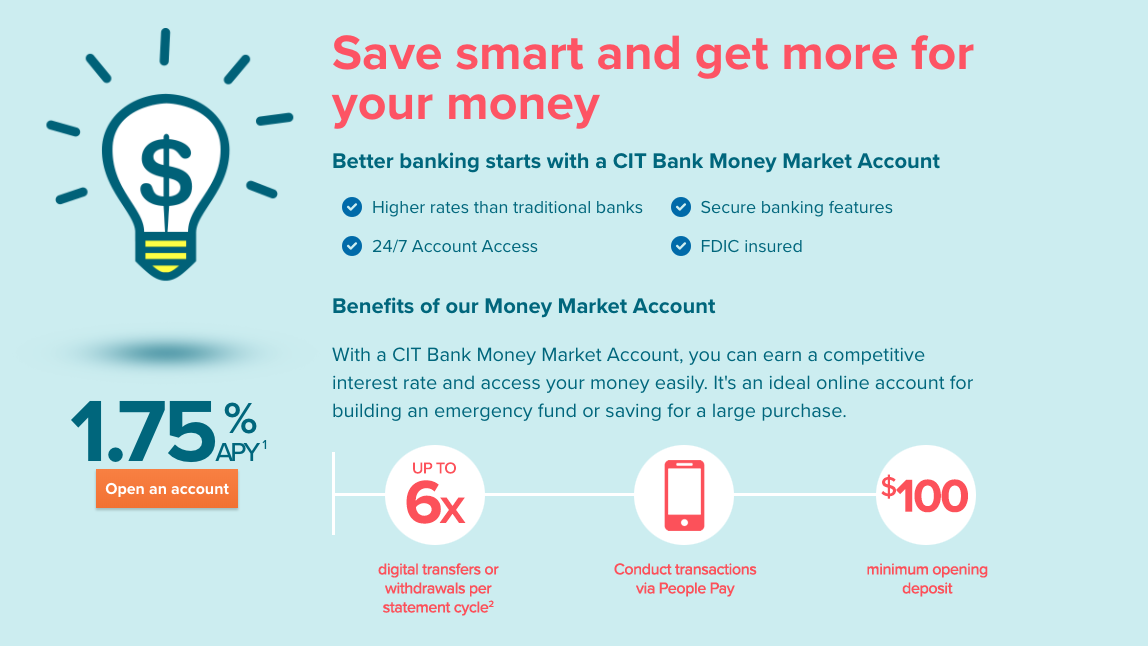 Save smart and get more for
your money
Better banking starts with a CIT Bank Money Market Account
Higher rates than traditional banks
Secure banking features
24/7 Account Access
FDIC insured
Benefits of our Money Market Account
With a CIT Bank Money Market Account, you can earn a competitive
interest rate and access your money easily. It's an ideal online account for
building an emergency fund or saving for a large purchase.
$
1.75% APY¹
Open an account
UP TO
6x
digital transfers or
withdrawals per
statement cycle²
Conduct transactions
via People Pay
$100
minimum opening
deposit